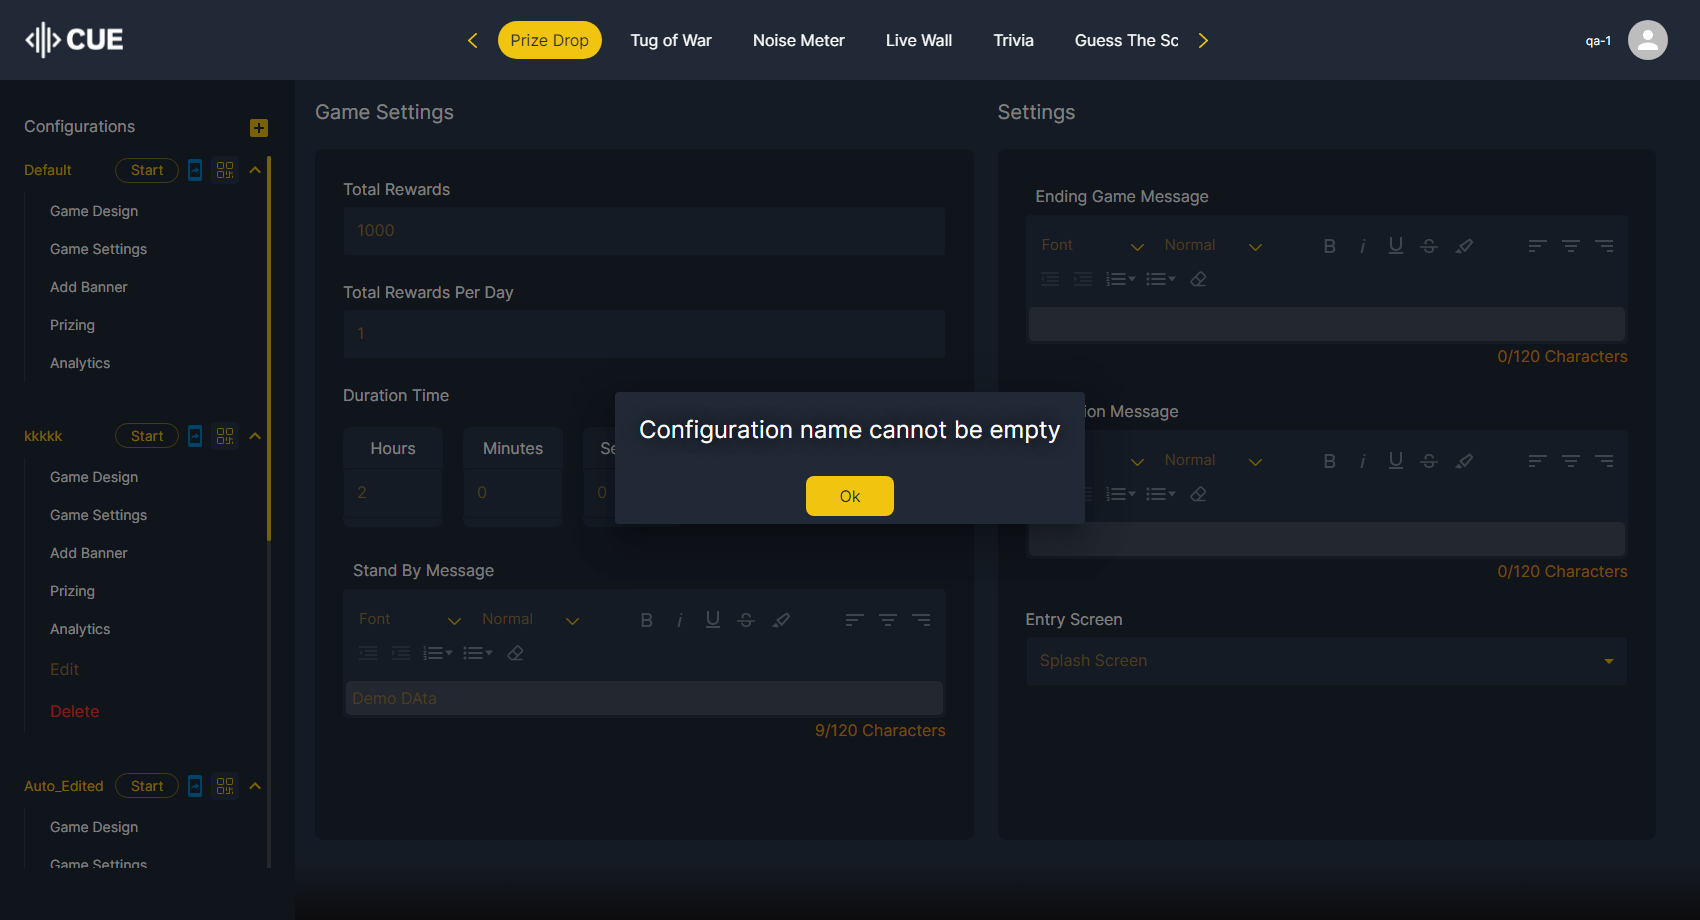 CUE
Prize Drop
Tug of War
Noise Meter
Live Wall
Trivia
Guess The Sc
qa-1
Configurations
Default
Start
Game Design
Game Settings
Add Banner
Prizing
Analytics
kkkkk
Start
Game Design
Game Settings
Add Banner
Prizing
Analytics
Edit
Delete
Auto_Edited
Start
Game Design
Game Settings
Game Settings
Total Rewards
1000
Total Rewards Per Day
1
Duration Time
Hours
Minutes
Se
2
0
0
Stand By Message
Font
Normal
Demo DAta
9/120 Characters
Configuration name cannot be empty
Ok
Settings
Ending Game Message
Font
Normal
0/120 Characters
ion Message
Normal
0/120 Characters
Entry Screen
Splash Screen